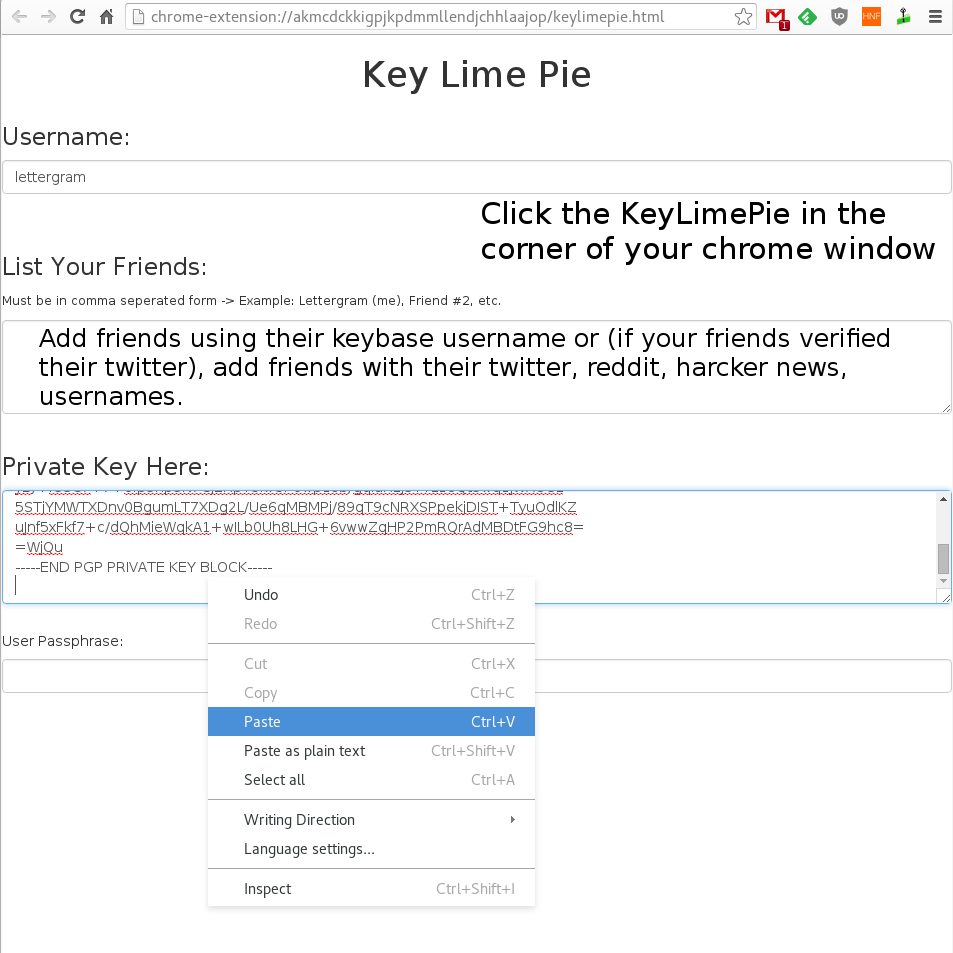 chrome-extension://akmcdckkigpjkpdmmllendjchhlaajop/keylimepie.html
1
UD
HNF
Key Lime Pie
Username:
lettergram
Click the KeyLimePie in the
corner of your chrome window
List Your Friends:
Must be in comma seperated form -> Example: Lettergram (me), Friend #2, etc.
Add friends using their keybase username or (if your friends verified
their twitter), add friends with their twitter, reddit, harcker news,
usernames.
Private Key Here:
5STjYMWTXDnv0BgumLT7XDg2L/Ue6qMBMPj/89qT9cNRXSPpekjDIST+TyuOdlKZ
uJnf5xFkf7+c/dQhMieWqkA1+wILb0Uh8LHG+6vwwZqHP2PmRQrAdMBDtFG9hc8=
=WjQu
-----END PGP PRIVATE KEY BLOCK-----
User Passphrase:
Undo Ctrl+Z
Redo Ctrl+Shift+Z
Cut Ctrl+X
Copy Ctrl+C
Paste Ctrl+V
Paste as plain text Ctrl+Shift+V
Select all Ctrl+A
Writing Direction
Language settings...
Inspect Ctrl+Shift+I